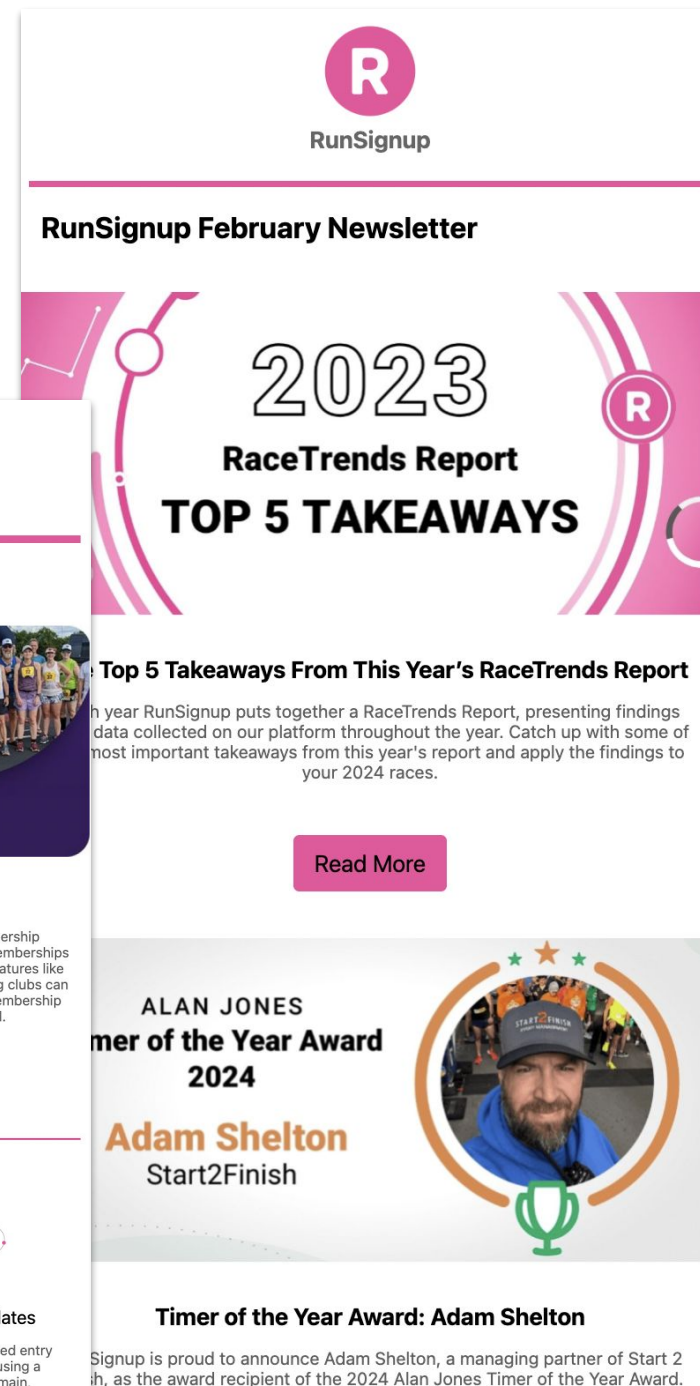 R
RunSignup
RunSignup February Newsletter
2023
R
RaceTrends Report
TOP 5 TAKEAWAYS
Top 5 Takeaways From This Year’s RaceTrends Report
year RunSignup puts together a RaceTrends Report, presenting findings
data collected on our platform throughout the year. Catch up with some of
most important takeaways from this year's report and apply the findings to
your 2024 races.
Read More
ALAN JONES
mer of the Year Award
2024
Adam Shelton
Start2Finish
START2FINISH
Timer of the Year Award: Adam Shelton
Signup is proud to announce Adam Shelton, a managing partner of Start 2
sh, as the award recipient of the 2024 Alan Jones Timer of the Year Award.
ership
emberships
atures like
g clubs can
embership
l.
lates
ed entry
using a
main.